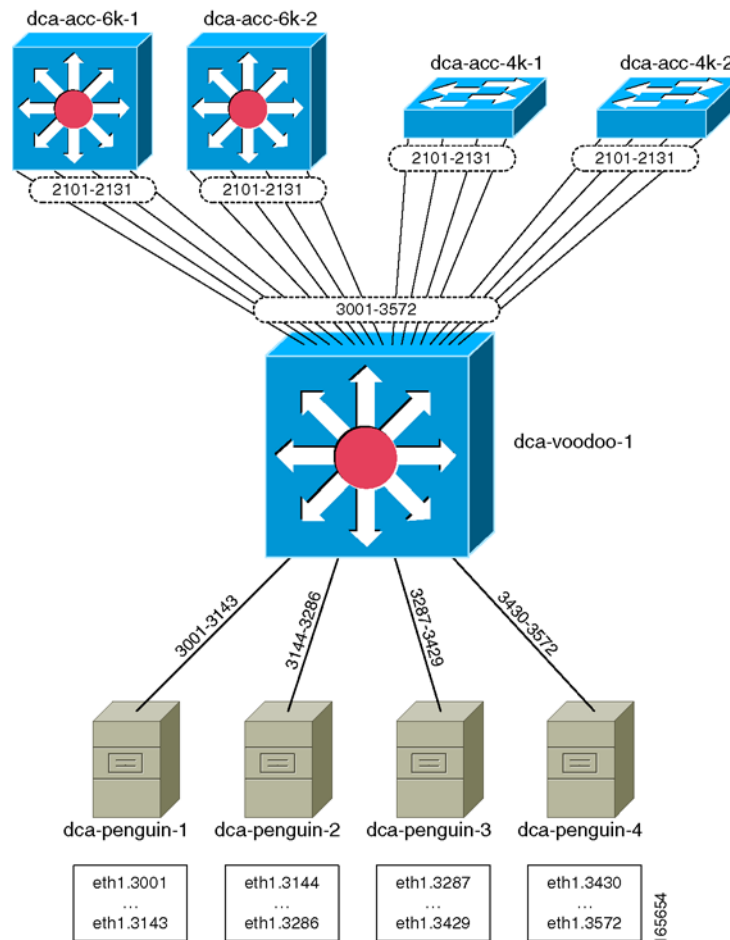 dca-acc-6k-1
dca-acc-6k-2
dca-acc-4k-1
dca-acc-4k-2
2101-2131
2101-2131
2101-2131
2101-2131
3001-3572
dca-voodoo-1
3001-3143
3144-3286
3287-3429
3430-3572
dca-penguin-1
dca-penguin-2
dca-penguin-3
dca-penguin-4
eth1.3001
...
eth1.3143
eth1.3144
...
eth1.3286
eth1.3287
...
eth1.3429
eth1.3430
...
eth1.3572
65654